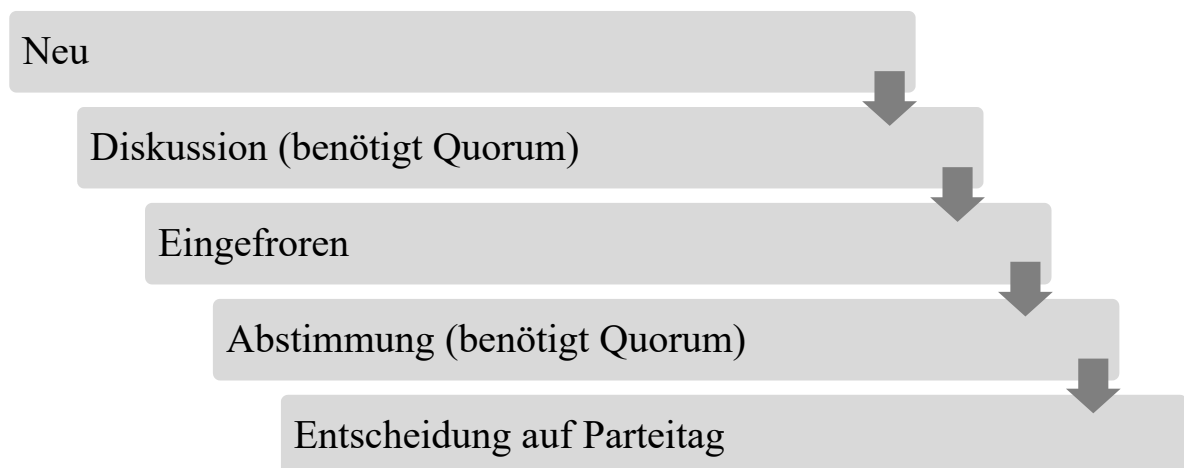 Neu
Diskussion (benötigt Quorum)
Eingefroren
Abstimmung (benötigt Quorum)
Entscheidung auf Parteitag